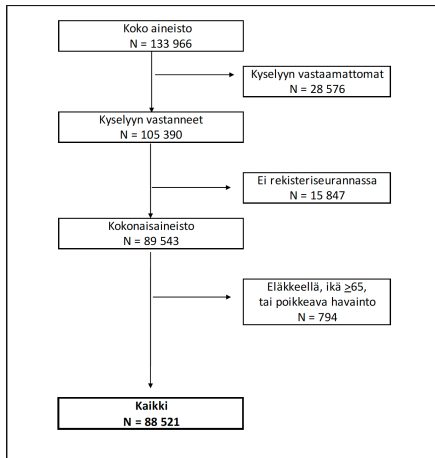 Koko aineisto
N = 133 966
Kyselyyn vastaamattomat
N = 28 576
Kyselyyn vastanneet
N = 105 390
Ei rekisteriseurannassa
N = 15 847
Kokonaisaineisto
N = 89 543
Eläkkeellä, ikä ≥65,
tai poikkeava havainto
N = 794
Kaikki
N = 88 521